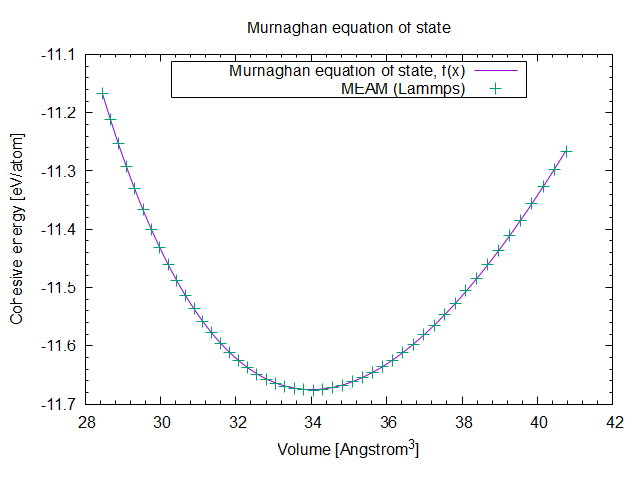 Murnaghan equation of state
-11.1
Murnaghan equation of state, f(x)
MEAM (Lammps)
-11.2
-11.3
-11.4
-11.5
-11.6
-11.7
Cohesive energy [eV/atom]
28 30 32 34 36 38 40 42
Volume [Angstrom³]